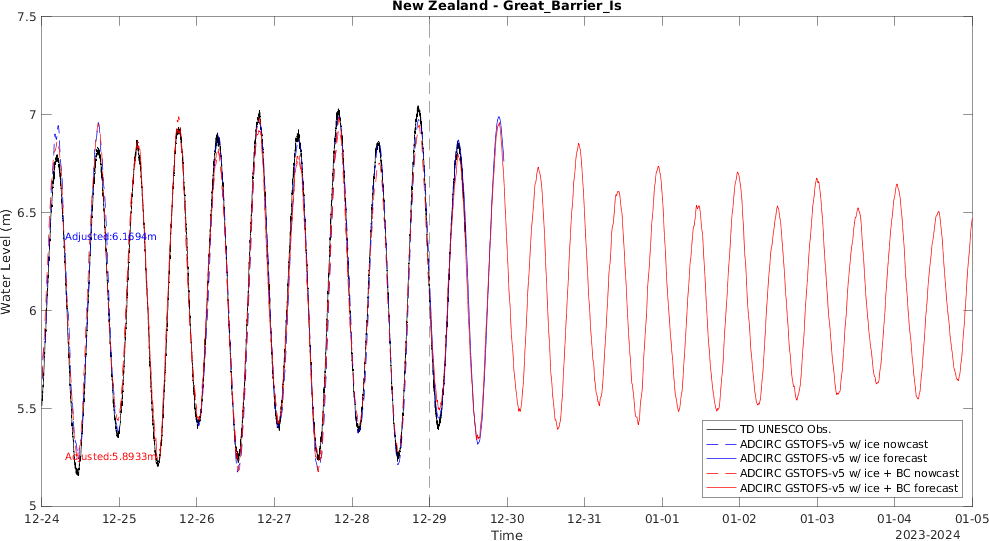 New Zealand - Great_Barrier_Is
7.5
7
6.5
6
5.5
5
Water Level (m)
Adjusted:6.1694m
Adjusted:5.8933m
TD UNESCO Obs.
ADCIRC GSTOFS-v5 w/ ice nowcast
ADCIRC GSTOFS-v5 w/ ice forecast
ADCIRC GSTOFS-v5 w/ ice + BC nowcast
ADCIRC GSTOFS-v5 w/ ice + BC forecast
12-24 12-25 12-26 12-27 12-28 12-29 12-30 12-31 01-01 01-02 01-03 01-04 01-05
Time
2023-2024